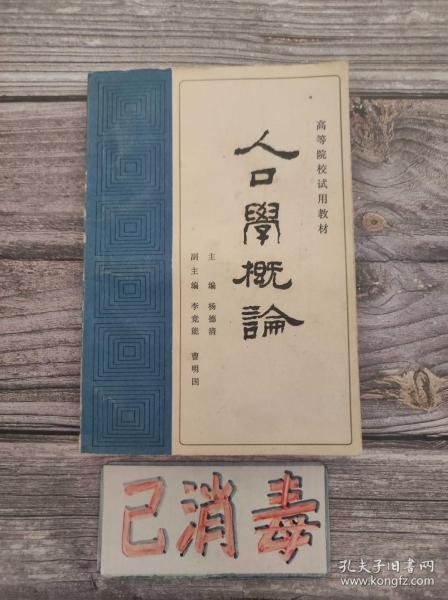 高等院校试用教材
人口學概論
主编 杨德清
副主编 李竞能 曹明国
已消毒
孔夫子旧书网
www.kongfz.com